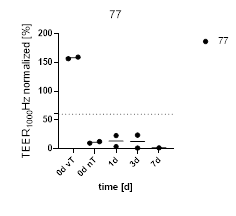 77
77
TEER1000Hz normalized [%]
200
150
100
50
0
0d vT
0d nT
1d
3d
7d
time [d]